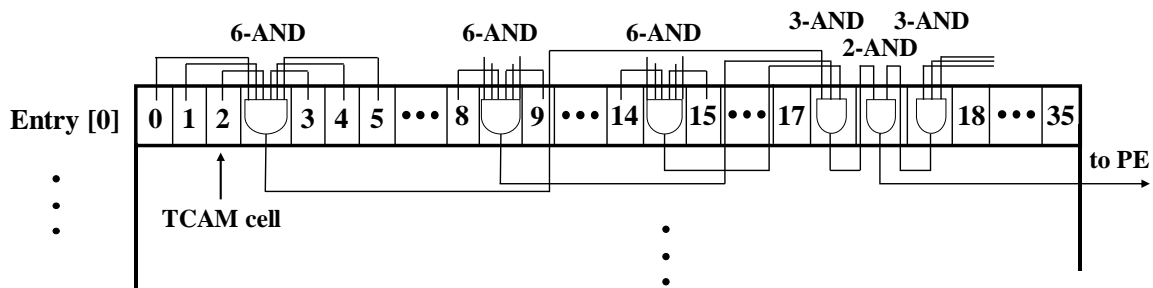 3-AND 3-AND
6-AND 6-AND 6-AND 2-AND
Entry [0] 0 1 2 3 4 5 ••• 8 9 ••• 14 15 ••• 17 18 ••• 35
to PE
TCAM cell